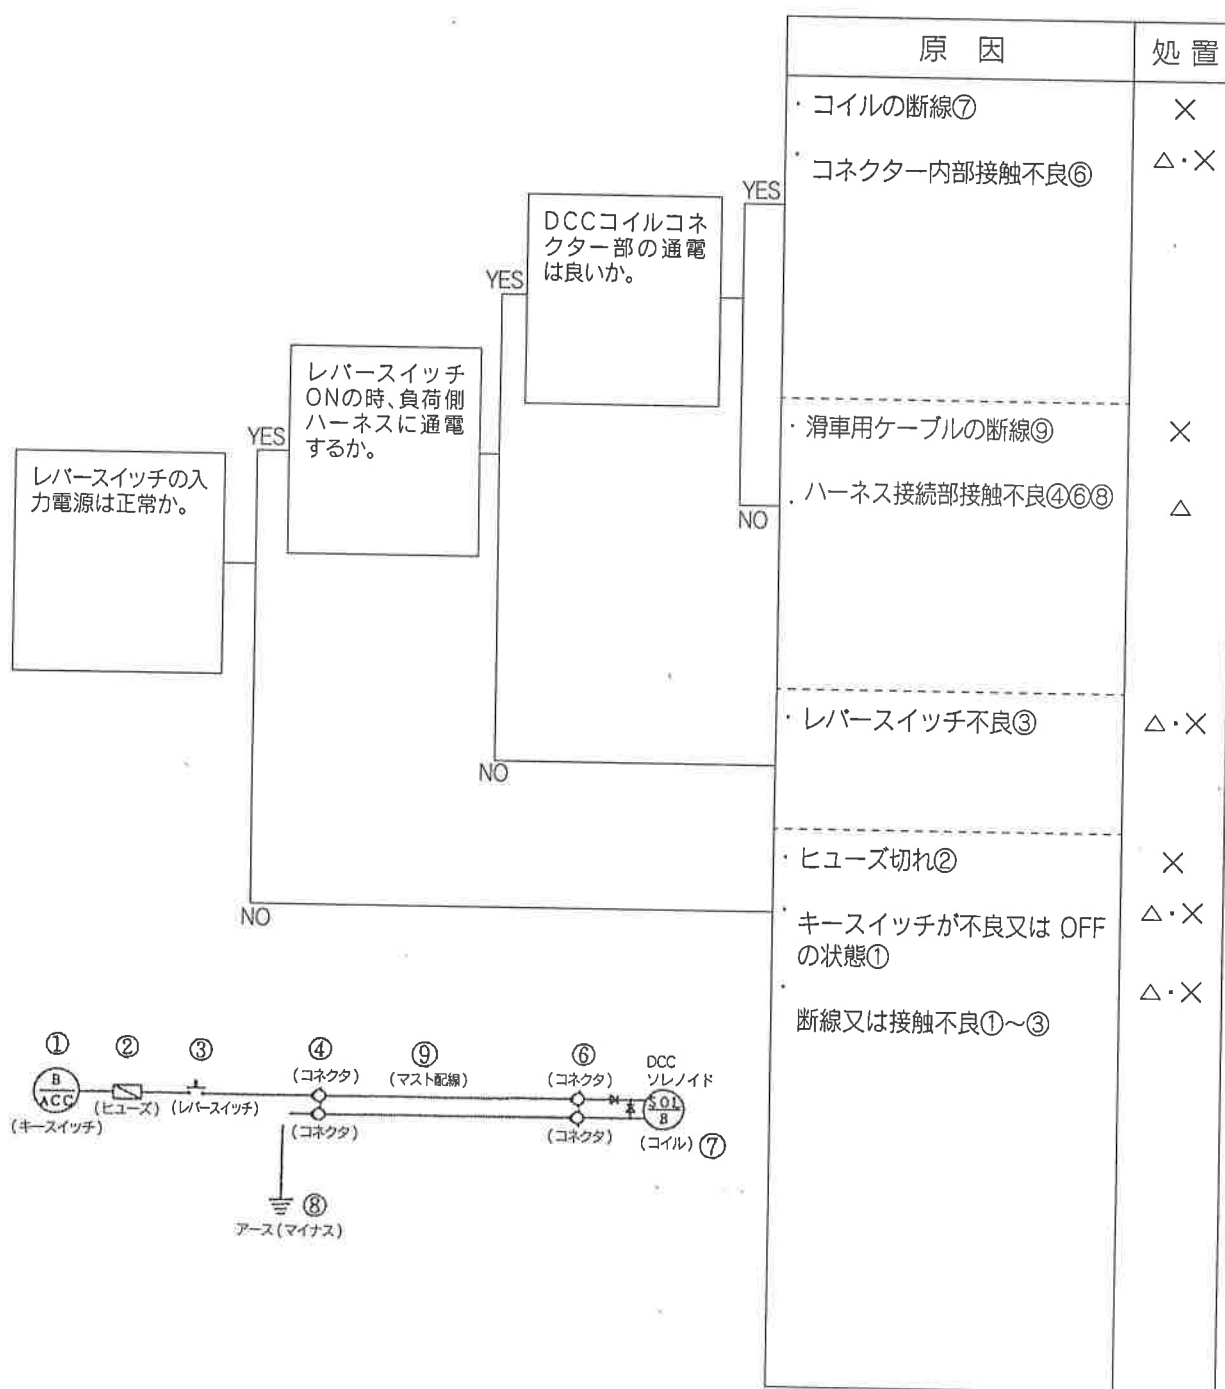 原 因 処 置
・コイルの断線⑦ ×
・コネクター内部接触不良⑥ △・×
YES
DCCコイルコネ
クター部の通電
は良いか。
YES
レバースイッチ
ONの時、負荷側
ハーネスに通電
するか。
・滑車用ケーブルの断線⑨ ×
YES
レバースイッチの入
力電源は正常か。
・ハーネス接続部接触不良④⑥⑧ △
NO
・レバースイッチ不良③ △・×
NO
・ヒューズ切れ② ×
NO
・キースイッチが不良又は OFF △・×
の状態①
・断線又は接触不良①～③ △・×
① ② ③ ④ ⑨ ⑥ DCC
ソレノイド
(コネクタ) (マスト配線) (コネクタ)
B
ACC
(ヒューズ) (レバースイッチ)
SOL
B
(キースイッチ) (コネクタ) (コネクタ) (コイル) ⑦
⑧
アース(マイナス)